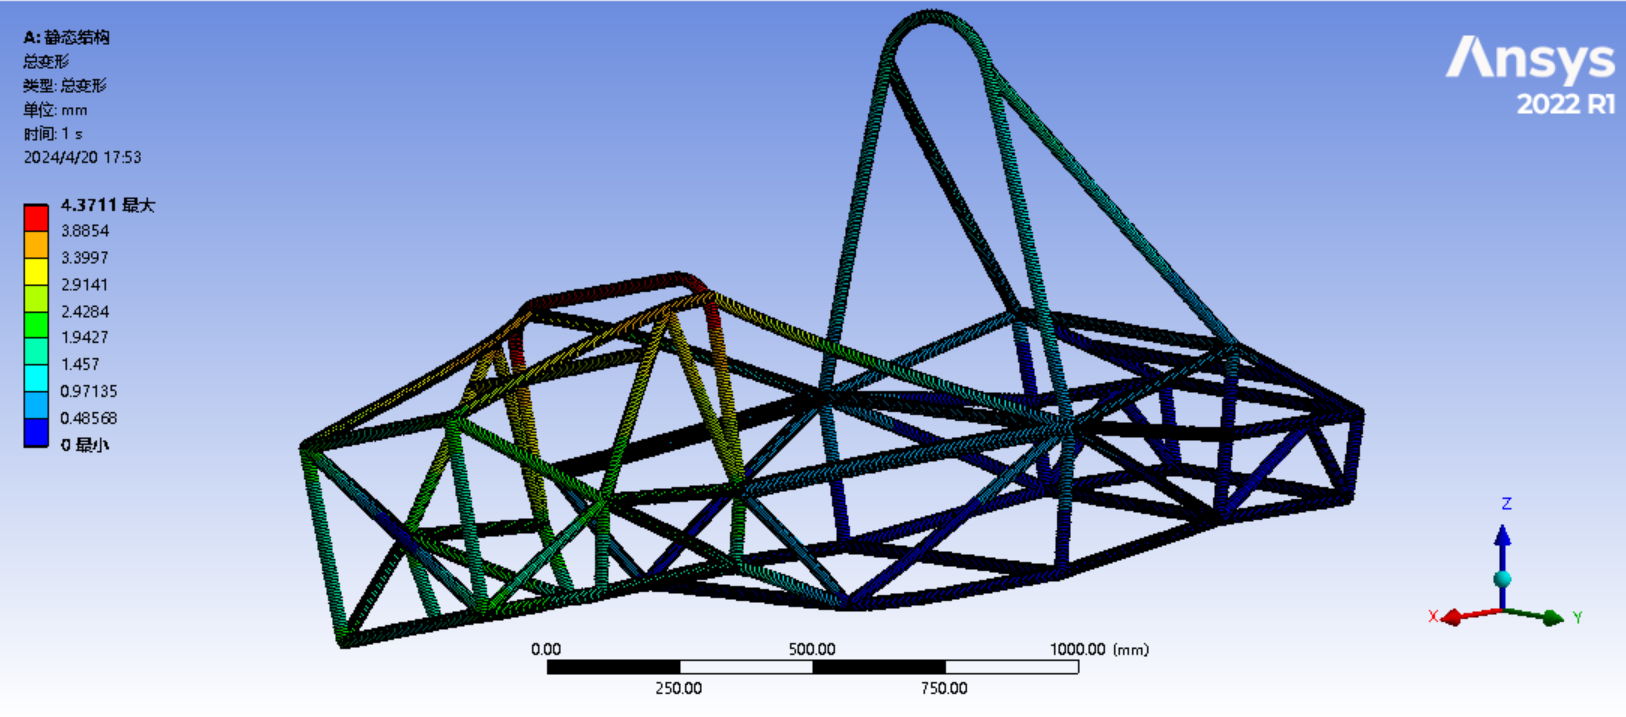 A: 静态结构
总变形
类型: 总变形
单位: mm
时间: 1 s
2024/4/20 17:53
4.3711 最大
3.8854
3.3997
2.9141
2.4284
1.9427
1.457
0.97135
0.48568
0 最小
Ansys
2022 R1
Z
X
Y
0.00 500.00 1000.00 (mm)
250.00 750.00